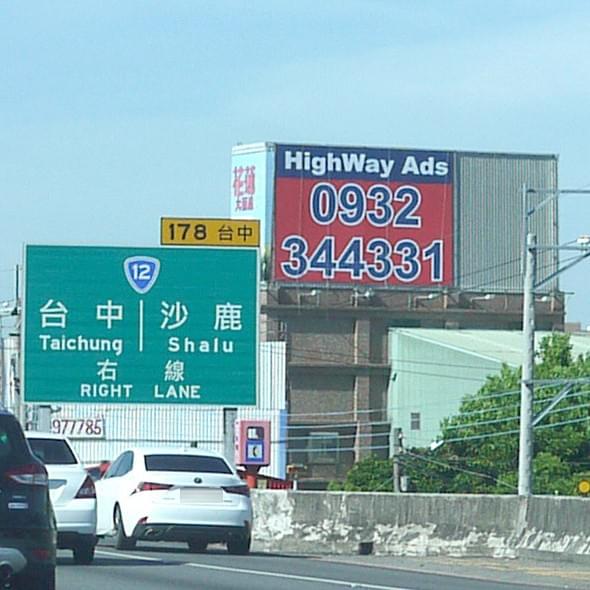 HighWay Ads
0932
344331
178 台中
12
台中 沙鹿
Taichung Shalu
右線
RIGHT LANE
977785